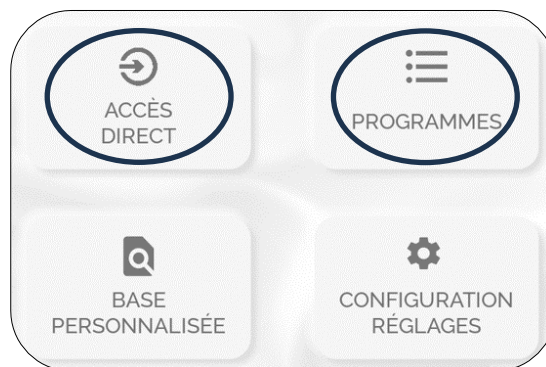 ACCÈS
DIRECT
PROGRAMMES
BASE
PERSONNALISÉE
CONFIGURATION
RÉGLAGES